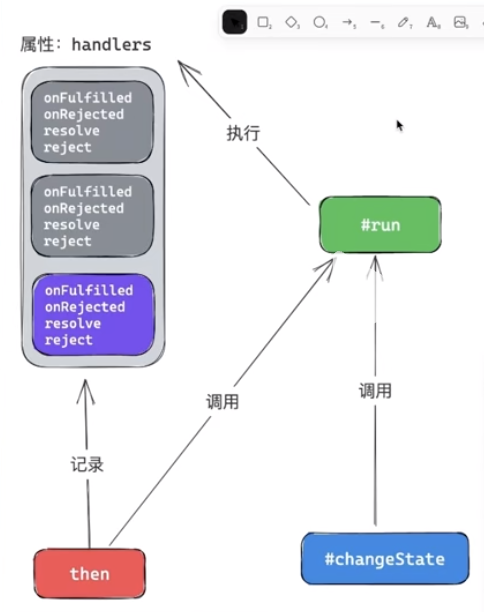 属性：handlers
onFulfilled
onRejected
resolve
reject
onFulfilled
onRejected
resolve
reject
onFulfilled
onRejected
resolve
reject
执行
#run
调用
调用
记录
then
#changeState